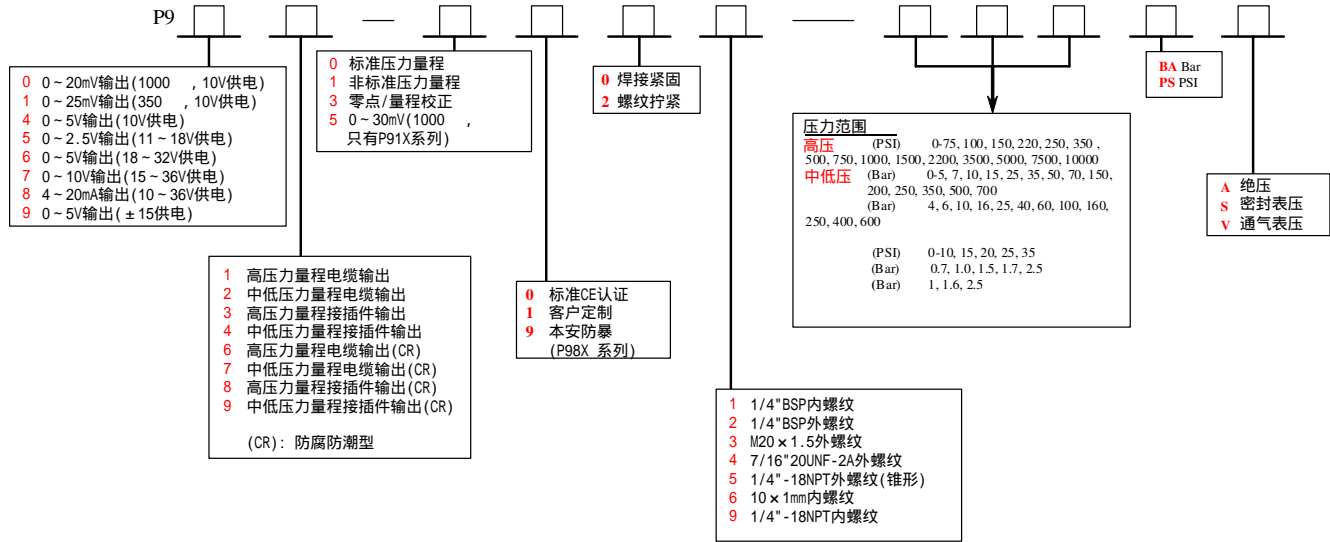 P9
0 0~20mV输出(1000 ,10V供电)
1 0~25mV输出(350 ,10V供电)
4 0~5V输出(10V供电)
5 0~2.5V输出(11~18V供电)
6 0~5V输出(18~32V供电)
7 0~10V输出(15~36V供电)
8 4~20mA输出(10~36V供电)
9 0~5V输出(±15供电)
1 高压力量程电缆输出
2 中低压力量程电缆输出
3 高压力量程接插件输出
4 中低压力量程接插件输出
6 高压力量程电缆输出(CR)
7 中低压力量程电缆输出(CR)
8 高压力量程接插件输出(CR)
9 中低压力量程接插件输出(CR)
(CR): 防腐防潮型
0 标准压力量程
1 非标准压力量程
3 零点/量程校正
5 0~30mV(1000 ,
只有P91X系列)
0 标准CE认证
1 客户定制
9 本安防暴
(P98X 系列)
0 焊接紧固
2 螺纹拧紧
1 1/4"BSP内螺纹
2 1/4"BSP外螺纹
3 M20×1.5外螺纹
4 7/16"20UNF-2A外螺纹
5 1/4"-18NPT外螺纹(锥形)
6 10×1mm内螺纹
9 1/4"-18NPT内螺纹
压力范围
高压 (PSI) 0-75, 100, 150, 220, 250, 350,
500, 750, 1000, 1500, 2200, 3500, 5000, 7500, 10000
中低压 (Bar) 0-5, 7, 10, 15, 25, 35, 50, 70, 150,
200, 250, 350, 500, 700
(Bar) 4, 6, 10, 16, 25, 40, 60, 100, 160,
250, 400, 600
(PSI) 0-10, 15, 20, 25, 35
(Bar) 0.7, 1.0, 1.5, 1.7, 2.5
(Bar) 1, 1.6, 2.5
BA Bar
PS PSI
A 绝压
S 密封表压
V 通气表压